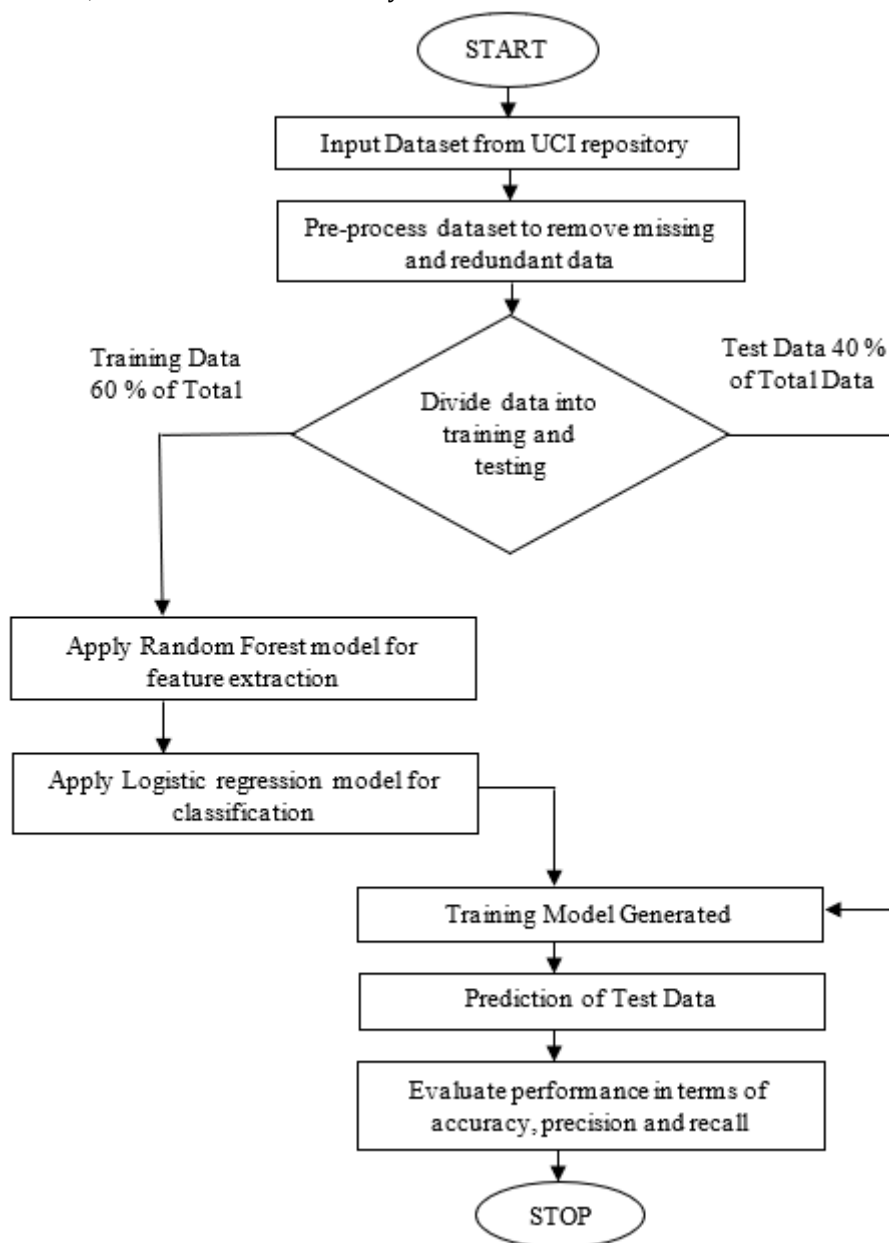 START
Input Dataset from UCI repository
Pre-process dataset to remove missing
and redundant data
Training Data
60 % of Total
Test Data 40 %
of Total Data
Divide data into
training and
testing
Apply Random Forest model for
feature extraction
Apply Logistic regression model for
classification
Training Model Generated
Prediction of Test Data
Evaluate performance in terms of
accuracy, precision and recall
STOP